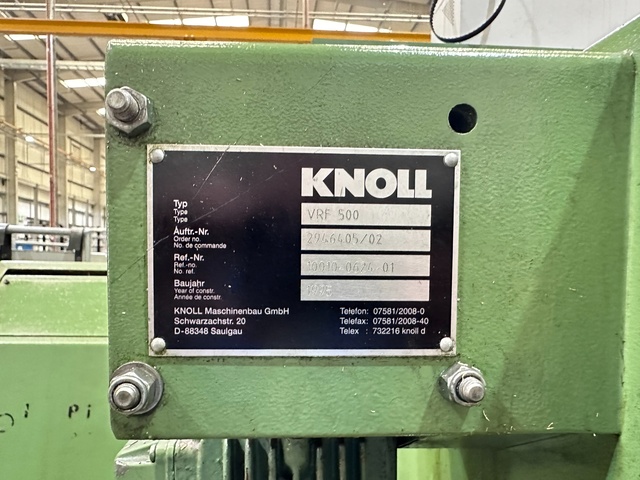 KNOLL
Typ
Type
Type
VRF 500
Auftr.-Nr.
Order no.
No. de commande
2946405/02
Ref.-Nr.
Ref.-no.
No. ref.
Baujahr
Year of constr.
Année de constr.
KNOLL Maschinenbau GmbH
Schwarzachstr. 20
D-88348 Saulgau
Telefon: 07581/2008-0
Telefax: 07581/2008-40
Telex : 732216 knoll d